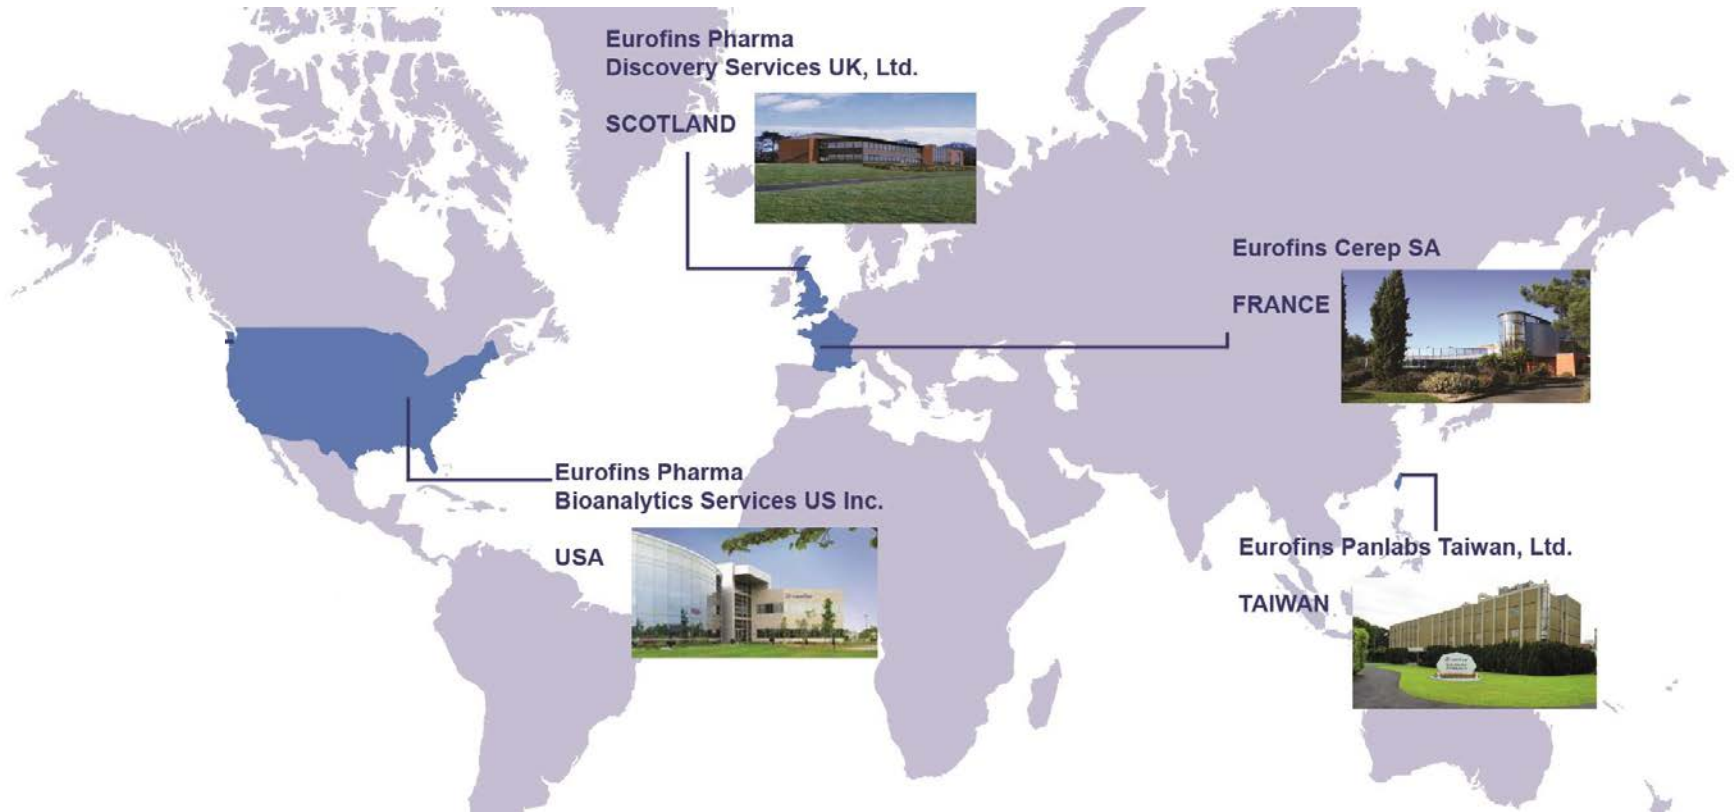 Eurofins Pharma
Discovery Services UK, Ltd.
SCOTLAND
Eurofins Cerep SA
FRANCE
Eurofins Pharma
Bioanalytics Services US Inc.
USA
Eurofins Panlabs Taiwan, Ltd.
TAIWAN